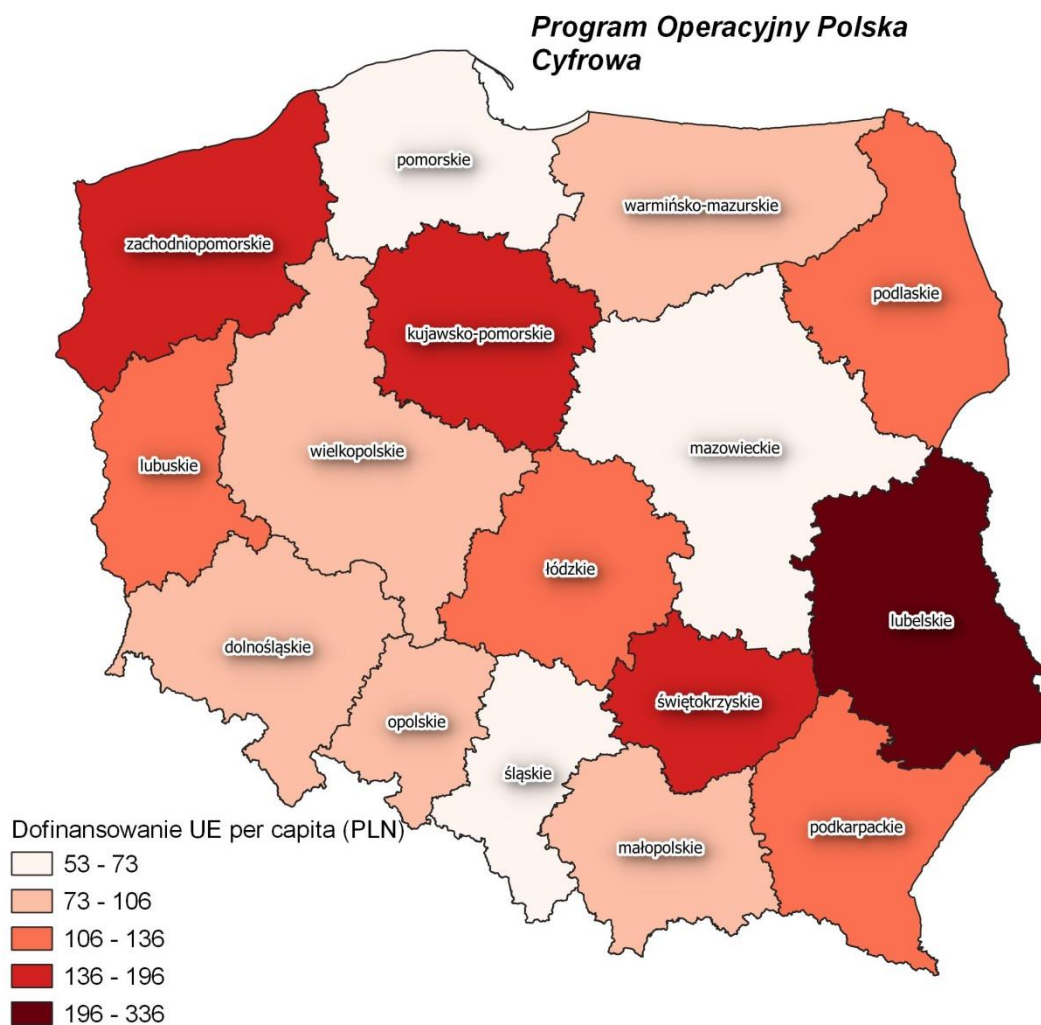 Program Operacyjny Polska
Cyfrowa
pomorskie
warmińsko-mazurskie
zachodniopomorskie
podlaskie
kujawsko-pomorskie
wielkopolskie
mazowieckie
lubuskie
łódzkie
lubelskie
dolnośląskie
świętokrzyskie
opolskie
śląskie
podkarpackie
małopolskie
Dofinansowanie UE per capita (PLN)
53 - 73
73 - 106
106 - 136
136 - 196
196 - 336